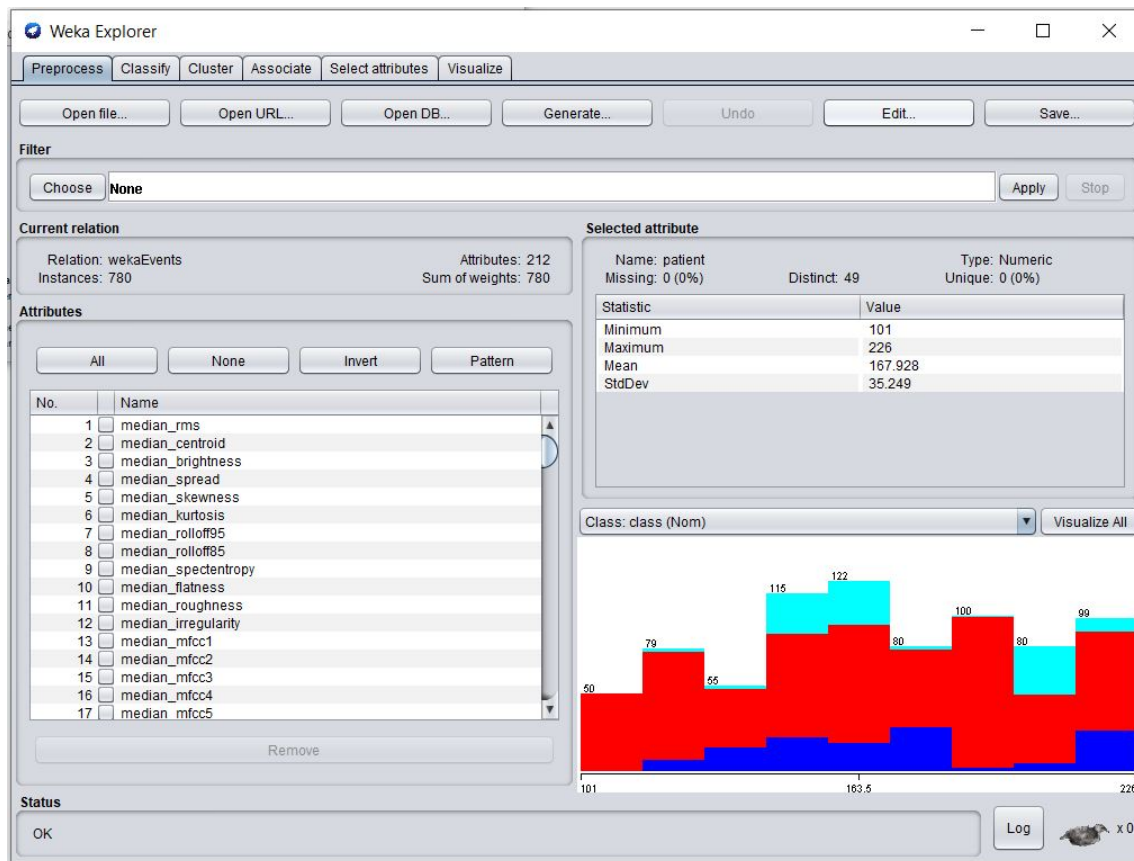 Weka Explorer
Preprocess Classify Cluster Associate Select attributes Visualize
Open file... Open URL... Open DB... Generate... Undo Edit... Save...
Filter
Choose None Apply Stop
Current relation
Relation: wekaEvents Attributes: 212
Instances: 780 Sum of weights: 780
Attributes
All None Invert Pattern
No. Name
1 median_rms
2 median_centroid
3 median_brightness
4 median_spread
5 median_skewness
6 median_kurtosis
7 median_rolloff95
8 median_rolloff85
9 median_spectentropy
10 median_flatness
11 median_roughness
12 median_irregularity
13 median_mfcc1
14 median_mfcc2
15 median_mfcc3
16 median_mfcc4
17 median_mfcc5
Remove
Selected attribute
Name: patient Type: Numeric
Missing: 0 (0%) Distinct: 49 Unique: 0 (0%)
Statistic Value
Minimum 101
Maximum 226
Mean 167.928
StdDev 35.249
Class: class (Nom) Visualize All
50 79 55 115 122 80 100 80 99
101 163.5 226
Status
OK
Log x 0